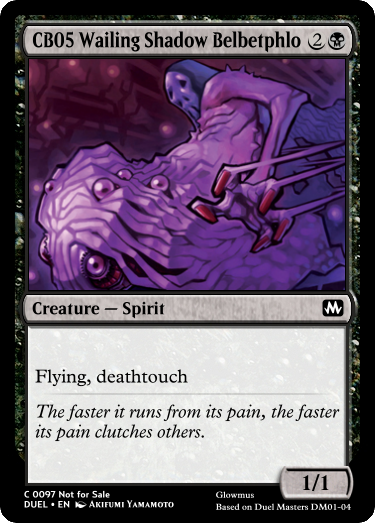 CB05 Wailing Shadow Belbetphlo 2
Creature — Spirit
Flying, deathtouch
The faster it runs from its pain, the faster
its pain clutches others.
1/1
C 0097 Not for Sale
DUEL • EN Akifumi Yamamoto
Glowmus
Based on Duel Masters DM01-04